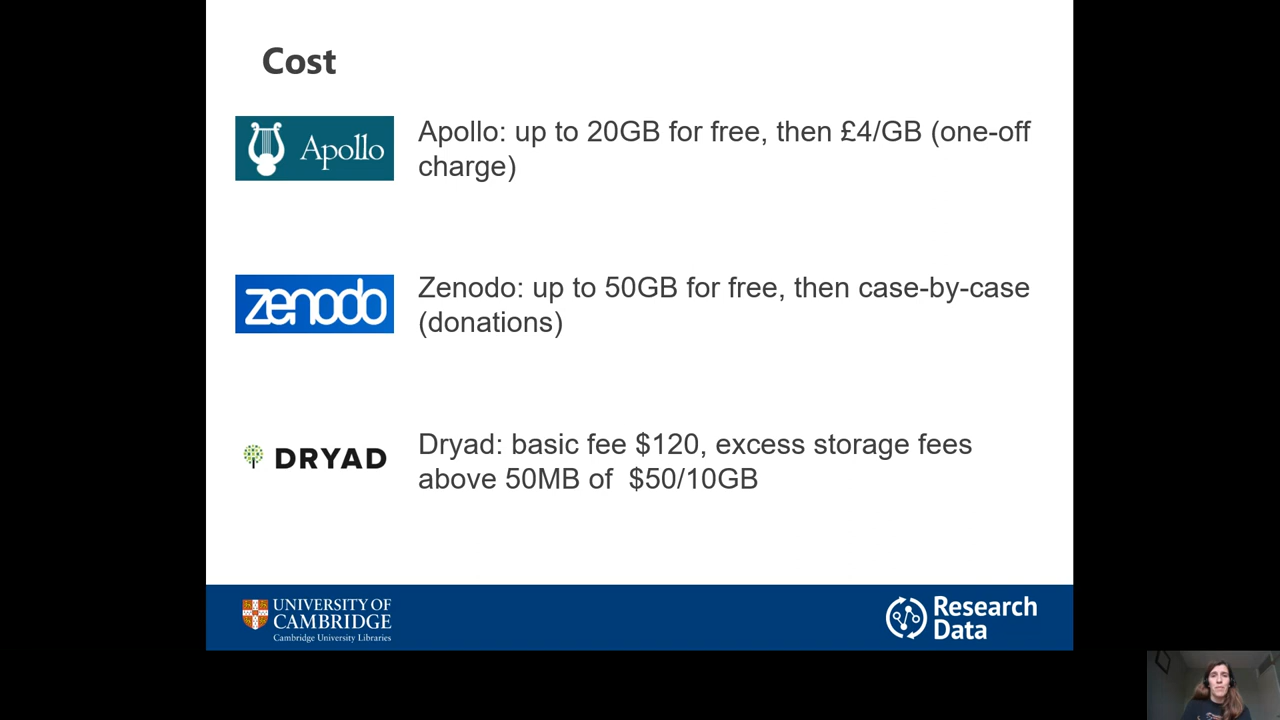 Cost
Apollo
Apollo: up to 20GB for free, then £4/GB (one-off
charge)
zenodo
Zenodo: up to 50GB for free, then case-by-case
(donations)
DRYAD
Dryad: basic fee $120, excess storage fees
above 50MB of  $50/10GB
UNIVERSITY OF
CAMBRIDGE
Cambridge University Libraries
Research
Data